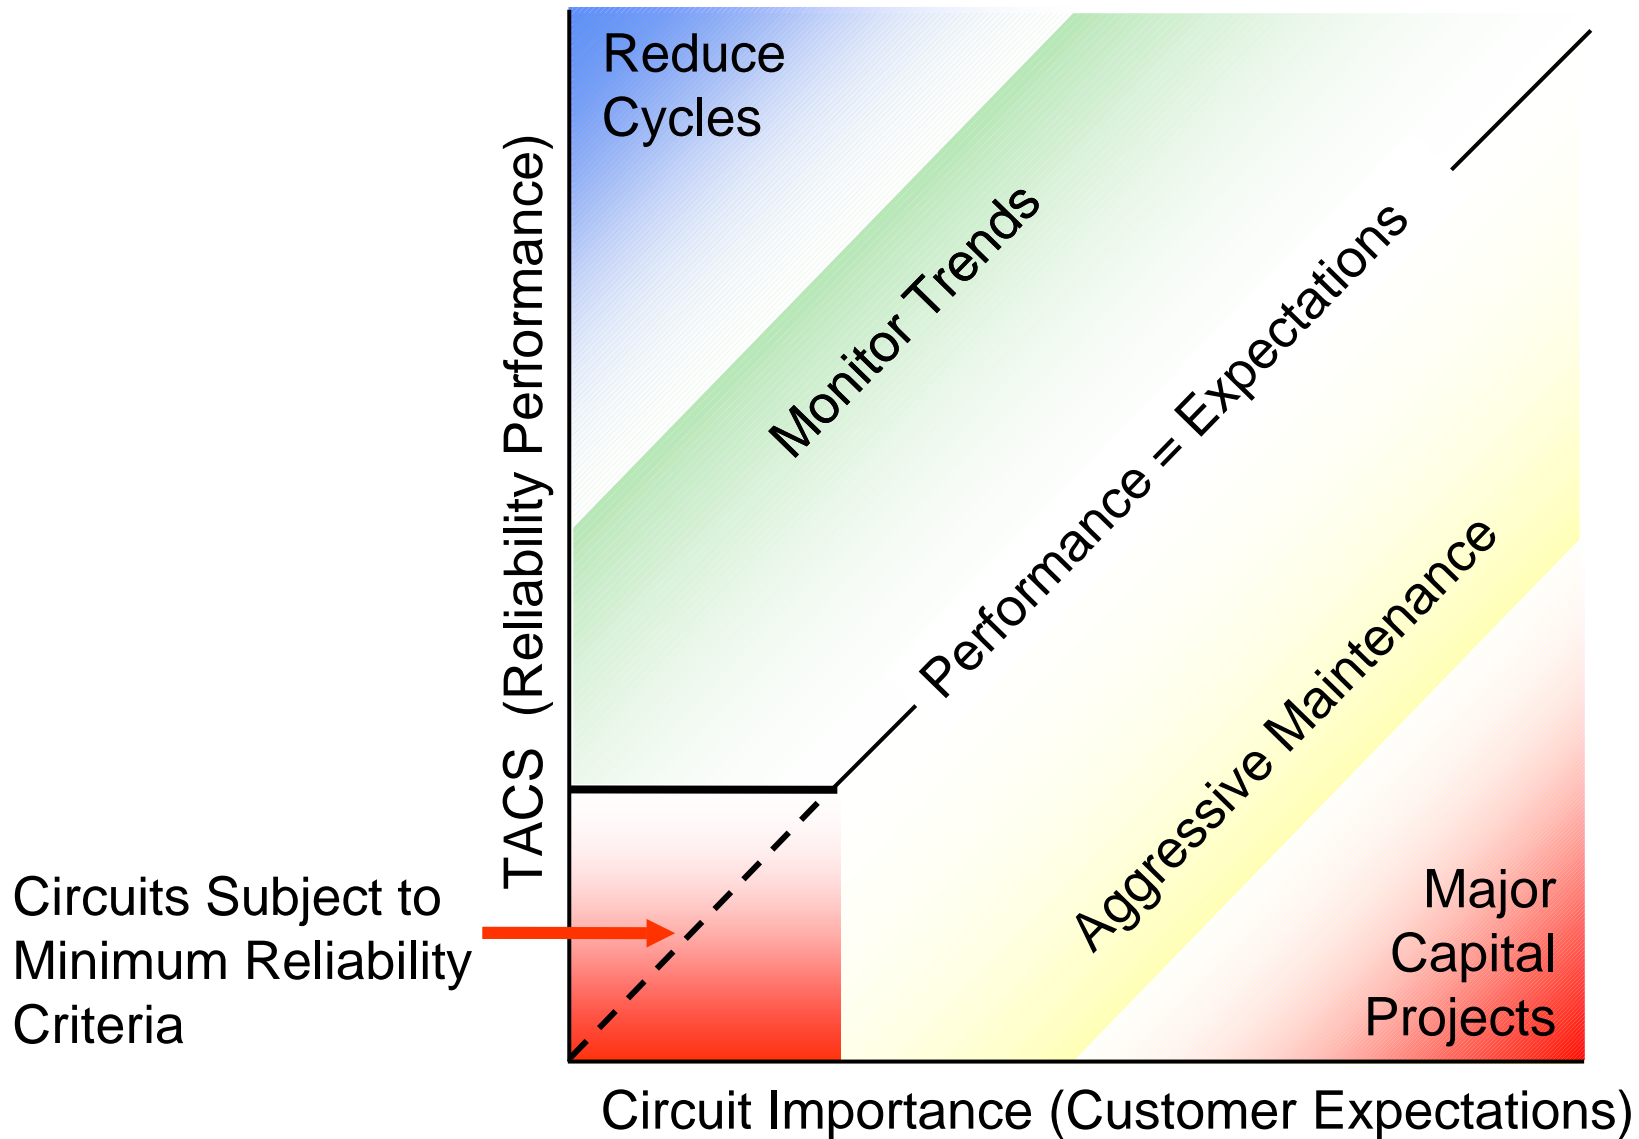 Reduce
Cycles
TACS (Reliability Performance)
Monitor Trends
Performance = Expectations
Aggressive Maintenance
Major
Capital
Projects
Circuits Subject to
Minimum Reliability
Criteria
Circuit Importance (Customer Expectations)